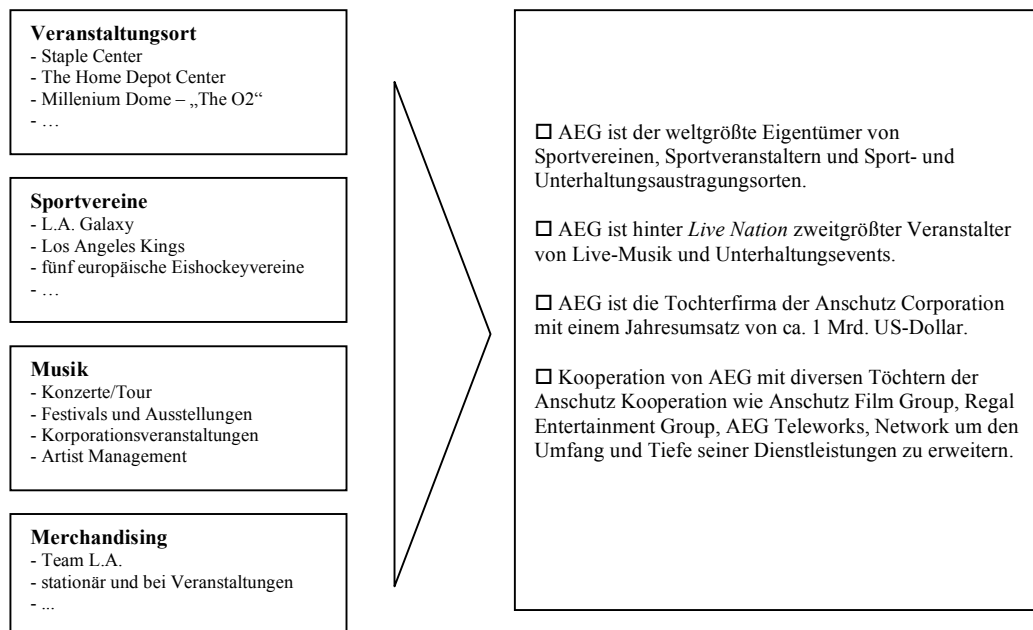 Veranstaltungsort
- Staple Center
- The Home Depot Center
- Millenium Dome – „The O2“
- …
Sportvereine
- L.A. Galaxy
- Los Angeles Kings
- fünf europäische Eishockeyvereine
- …
Musik
- Konzerte/Tour
- Festivals und Ausstellungen
- Korporationsveranstaltungen
- Artist Management
Merchandising
- Team L.A.
- stationär und bei Veranstaltungen
- ...
☐ AEG ist der weltgrößte Eigentümer von
Sportvereinen, Sportveranstaltern und Sport- und
Unterhaltungsaustragungsorten.
☐ AEG ist hinter Live Nation zweitgrößter Veranstalter
von Live-Musik und Unterhaltungsevents.
☐ AEG ist die Tochterfirma der Anschutz Corporation
mit einem Jahresumsatz von ca. 1 Mrd. US-Dollar.
☐ Kooperation von AEG mit diversen Töchtern der
Anschutz Kooperation wie Anschutz Film Group, Regal
Entertainment Group, AEG Teleworks, Network um den
Umfang und Tiefe seiner Dienstleistungen zu erweitern.